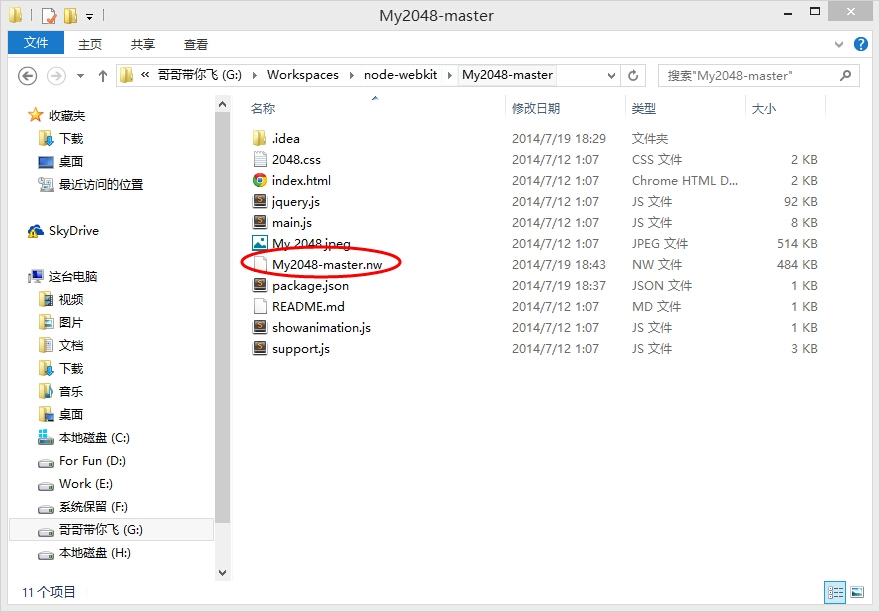 My2048-master
文件 主页 共享 查看
« 哥哥带你飞 (G:) Workspaces node-webkit My2048-master 搜索"My2048-master"
收藏夹
下载
桌面
最近访问的位置
SkyDrive
这台电脑
视频
图片
文档
下载
音乐
桌面
本地磁盘 (C:)
For Fun (D:)
Work (E:)
系统保留 (F:)
哥哥带你飞 (G:)
本地磁盘 (H:)
名称 修改日期 类型 大小
.idea 2014/7/19 18:29 文件夹
2048.css 2014/7/12 1:07 CSS 文件 2 KB
index.html 2014/7/12 1:07 Chrome HTML D... 2 KB
jquery.js 2014/7/12 1:07 JS 文件 92 KB
main.js 2014/7/12 1:07 JS 文件 8 KB
My 2048.jpeg 2014/7/12 1:07 JPEG 文件 514 KB
My2048-master.nw 2014/7/19 18:43 NW 文件 484 KB
package.json 2014/7/19 18:37 JSON 文件 1 KB
README.md 2014/7/12 1:07 MD 文件 1 KB
showanimation.js 2014/7/12 1:07 JS 文件 1 KB
support.js 2014/7/12 1:07 JS 文件 3 KB
11 个项目